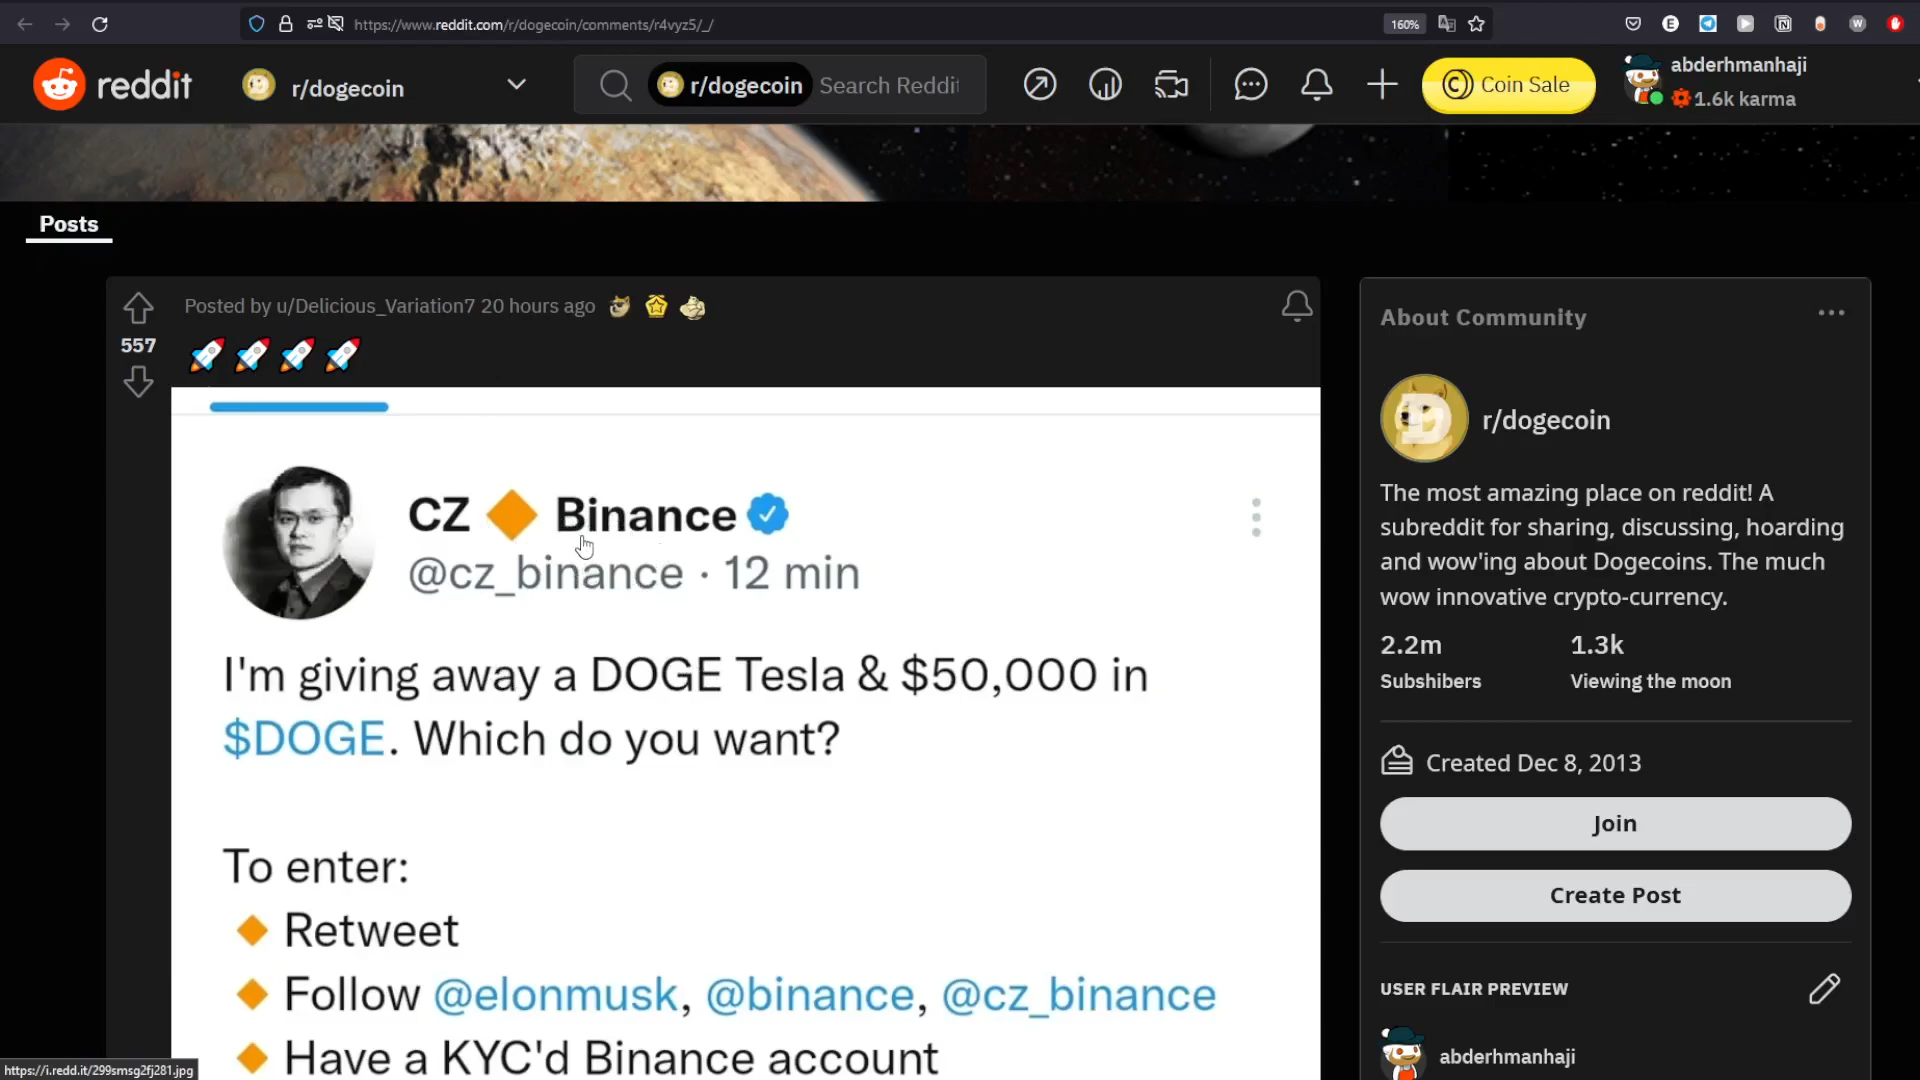 https://www.reddit.com/r/dogecoin/comments/r4vyz5/_/
160%
reddit
r/dogecoin
r/dogecoin
Search Reddit
Coin Sale
abderhmanhaji
1.6k karma
Posts
Posted by u/Delicious_Variation7 20 hours ago
557
CZ 🔶 Binance
@cz_binance · 12 min
I'm giving away a DOGE Tesla & $50,000 in
$DOGE. Which do you want?
To enter:
🔸 Retweet
🔸 Follow @elonmusk, @binance, @cz_binance
🔸 Have a KYC'd Binance account
About Community
r/dogecoin
The most amazing place on reddit! A
subreddit for sharing, discussing, hoarding
and wow'ing about Dogecoins. The much
wow innovative crypto-currency.
2.2m
1.3k
Subshibers
Viewing the moon
Created Dec 8, 2013
Join
Create Post
USER FLAIR PREVIEW
abderhmanhaji
https://i.redd.it/299smsg2fj281.jpg